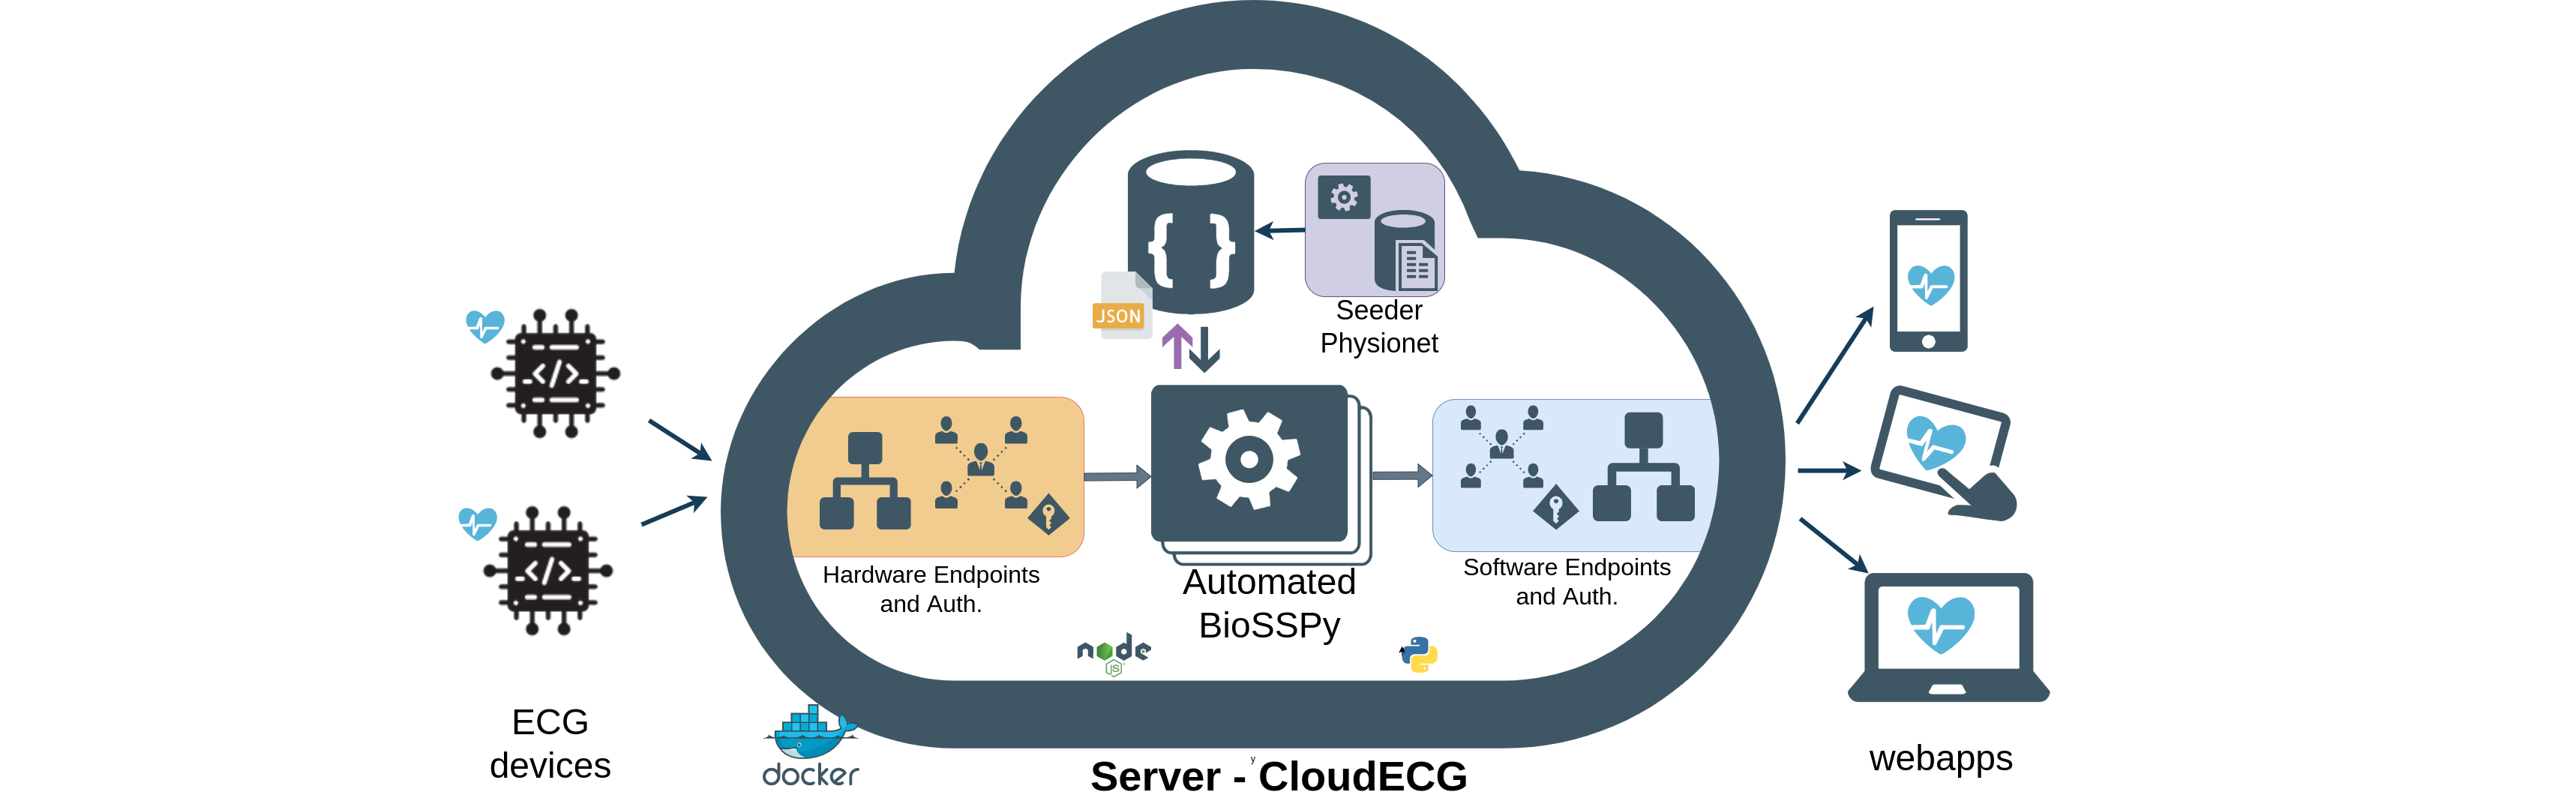 JSON
Seeder
Physionet
</>
</>
Hardware Endpoints
and Auth.
Automated
BioSSPy
Software Endpoints
and Auth.
node
JS
ECG
devices
docker
y
Server - CloudECG
webapps